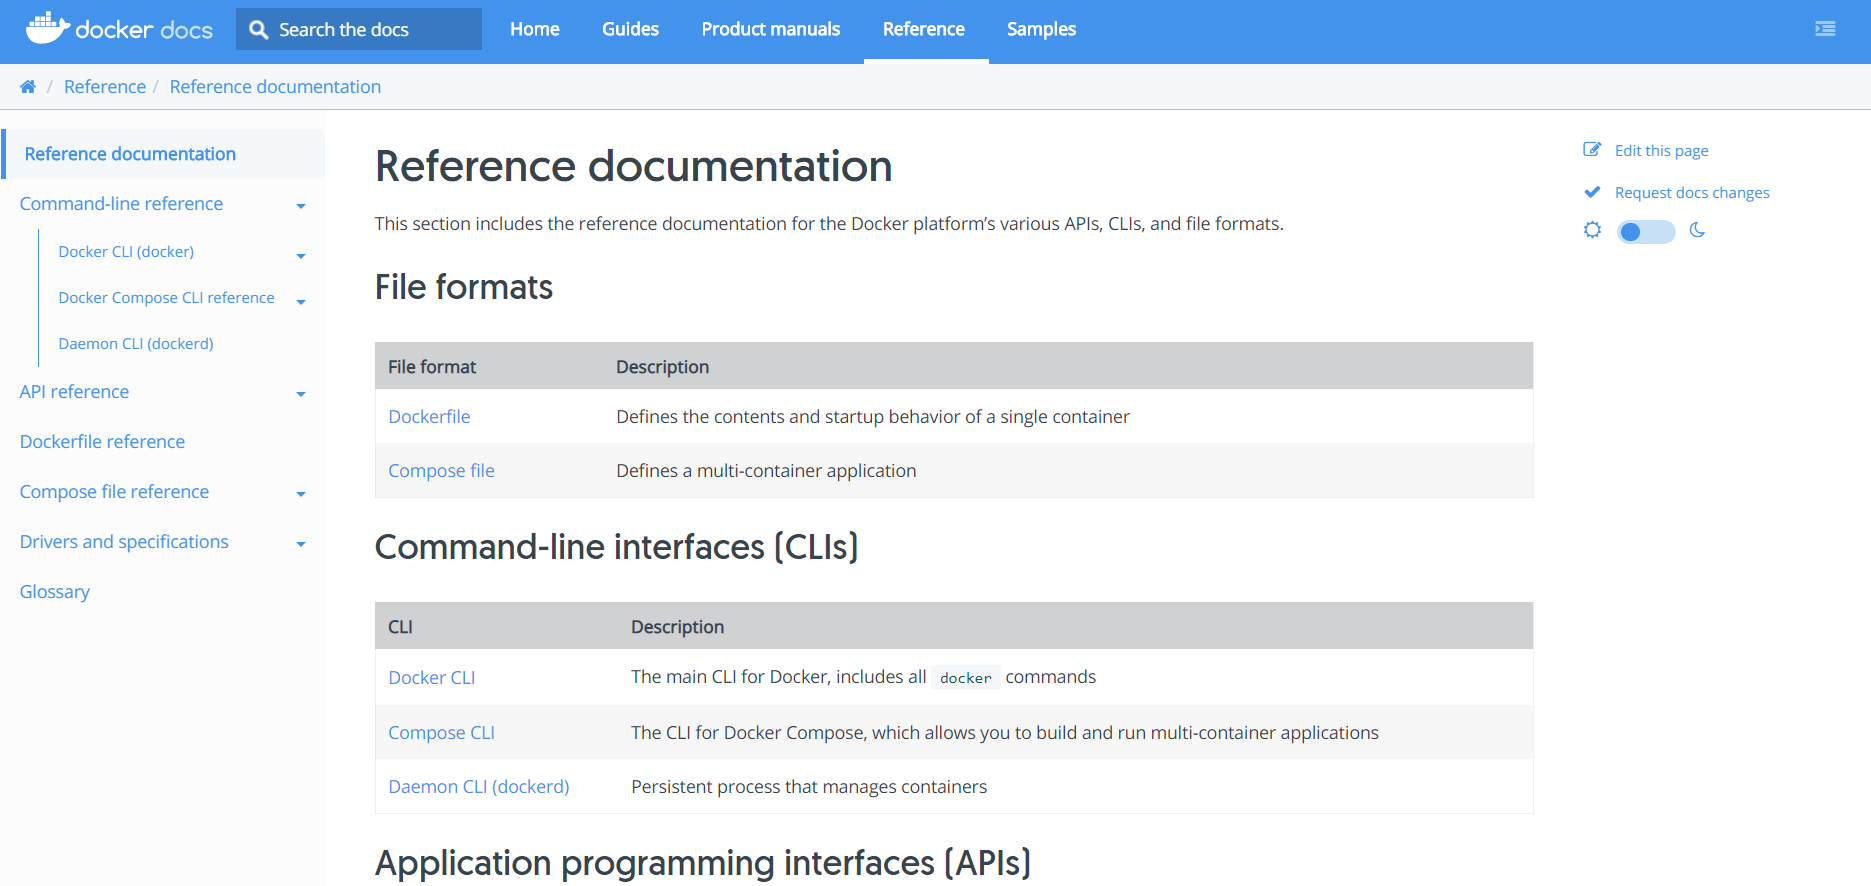 docker docs
Search the docs
Home
Guides
Product manuals
Reference
Samples
/ Reference / Reference documentation
Reference documentation
Command-line reference
Docker CLI (docker)
Docker Compose CLI reference
Daemon CLI (dockerd)
API reference
Dockerfile reference
Compose file reference
Drivers and specifications
Glossary
Reference documentation
This section includes the reference documentation for the Docker platform’s various APIs, CLIs, and file formats.
File formats
File format Description
Dockerfile Defines the contents and startup behavior of a single container
Compose file Defines a multi-container application
Command-line interfaces (CLIs)
CLI Description
Docker CLI The main CLI for Docker, includes all docker commands
Compose CLI The CLI for Docker Compose, which allows you to build and run multi-container applications
Daemon CLI (dockerd) Persistent process that manages containers
Application programming interfaces (APIs)
Edit this page
Request docs changes